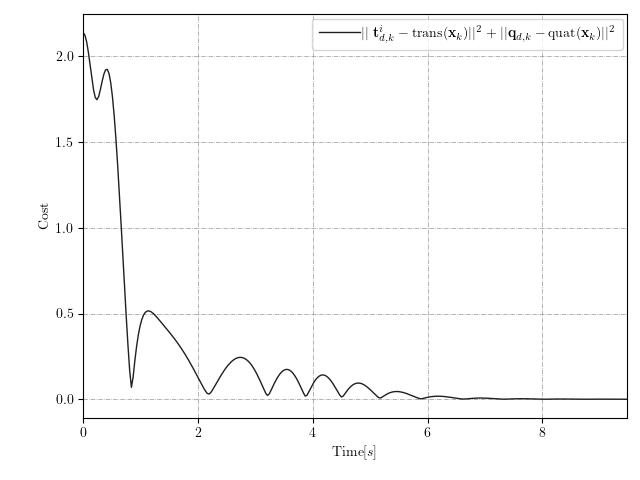 || t^i_{d,k} − trans(x_k)||² + ||q_{d,k} − quat(x_k)||²
2.0
1.5
Cost
1.0
0.5
0.0
0 2 4 6 8
Time[s]